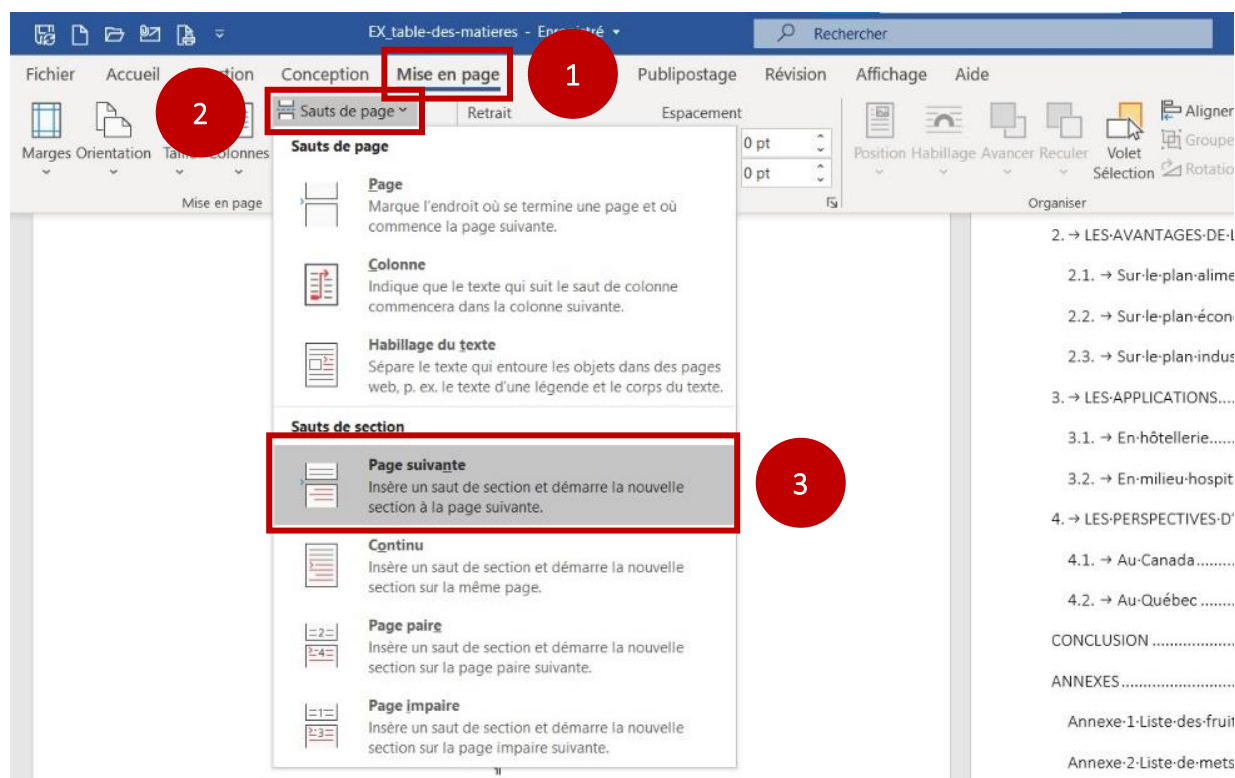 EX_table-des-matieres - Enregistré
Rechercher
Fichier Accueil Conception Mise en page 1 Publipostage Révision Affichage Aide
2 Sauts de page Retrait Espacement
Aligner
Groupe
Rotatio
Marges Orientation Colonnes
0 pt
0 pt
Position Habillage Avancer Reculer Volet
Sélection
Mise en page
Organiser
Sauts de page
Page
Marque l'endroit où se termine une page et où
commence la page suivante.
Colonne
Indique que le texte qui suit le saut de colonne
commencera dans la colonne suivante.
Habillage du texte
Sépare le texte qui entoure les objets dans des pages
web, p. ex. le texte d'une légende et le corps du texte.
Sauts de section
Page suivante
Insère un saut de section et démarre la nouvelle
section à la page suivante.
3
Continu
Insère un saut de section et démarre la nouvelle
section sur la même page.
Page paire
Insère un saut de section et démarre la nouvelle
section sur la page paire suivante.
Page impaire
Insère un saut de section et démarre la nouvelle
section sur la page impaire suivante.
¶
2. → LES·AVANTAGES·DE·L
2.1. → Sur·le·plan·alime
2.2. → Sur·le·plan·écon
2.3. → Sur·le·plan·indus
3. → LES·APPLICATIONS....
3.1. → En·hôtellerie......
3.2. → En·milieu·hospit
4. → LES·PERSPECTIVES·D'
4.1. → Au·Canada.........
4.2. → Au·Québec ........
CONCLUSION ...................
ANNEXES.........................
Annexe·1·Liste·des·fruit
Annexe·2·Liste·de·mets